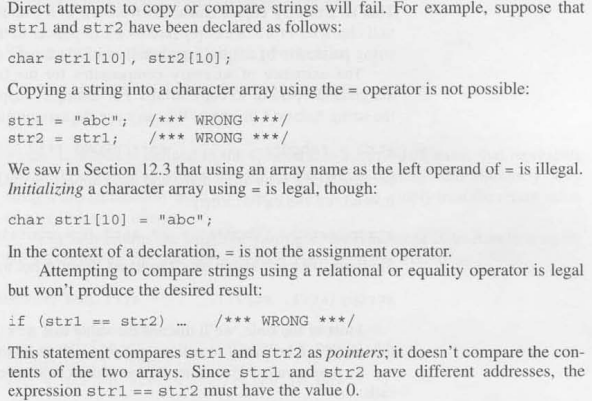 Direct attempts to copy or compare strings will fail. For example, suppose that
str1 and str2 have been declared as follows:
char str1[10], str2[10];
Copying a string into a character array using the = operator is not possible:
str1 = "abc";   /*** WRONG ***/
str2 = str1;    /*** WRONG ***/
We saw in Section 12.3 that using an array name as the left operand of = is illegal.
Initializing a character array using = is legal, though:
char str1[10] = "abc";
In the context of a declaration, = is not the assignment operator.
Attempting to compare strings using a relational or equality operator is legal
but won't produce the desired result:
if (str1 == str2) …   /*** WRONG ***/
This statement compares str1 and str2 as pointers; it doesn't compare the con-
tents of the two arrays. Since str1 and str2 have different addresses, the
expression str1 == str2 must have the value 0.